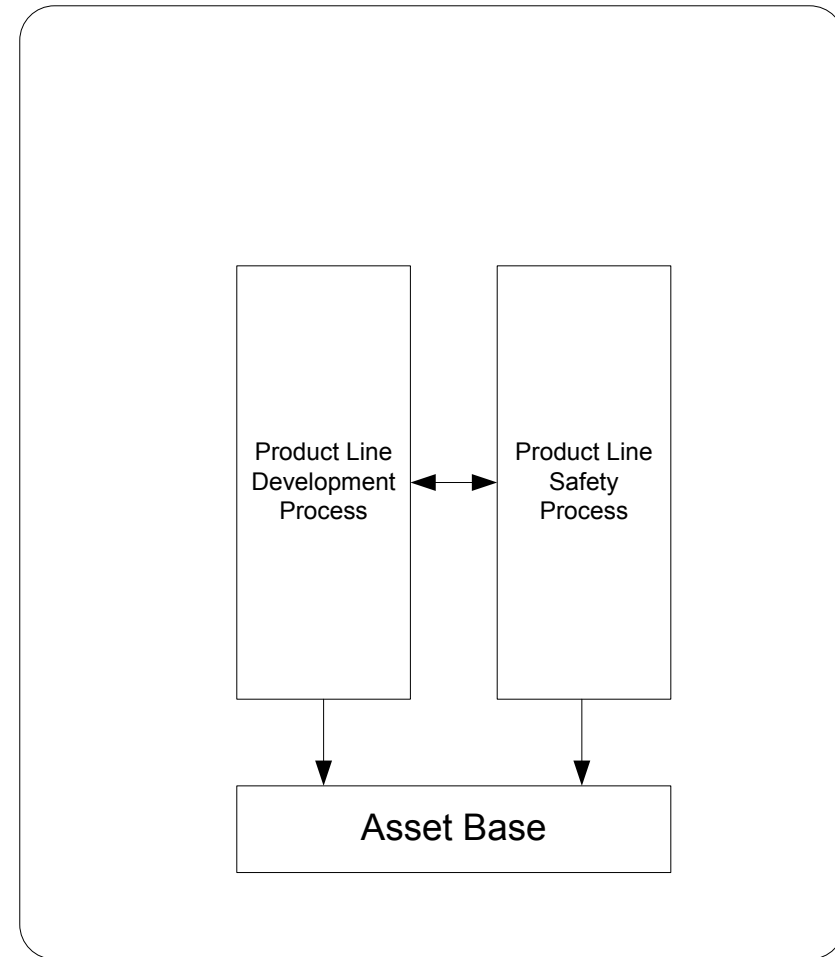 Product Line
Development
Process
Product Line
Safety
Process
Asset Base